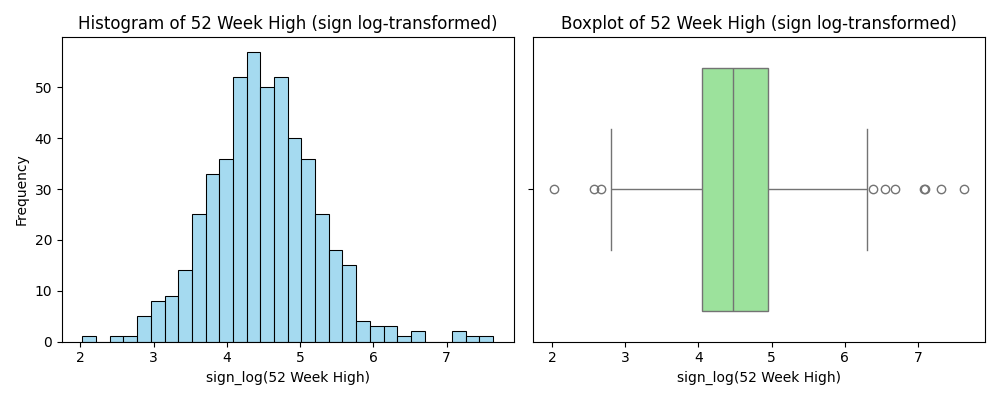 Histogram of 52 Week High (sign log-transformed)
Frequency
50
40
30
20
10
0
2 3 4 5 6 7
sign_log(52 Week High)
Boxplot of 52 Week High (sign log-transformed)
2 3 4 5 6 7
sign_log(52 Week High)